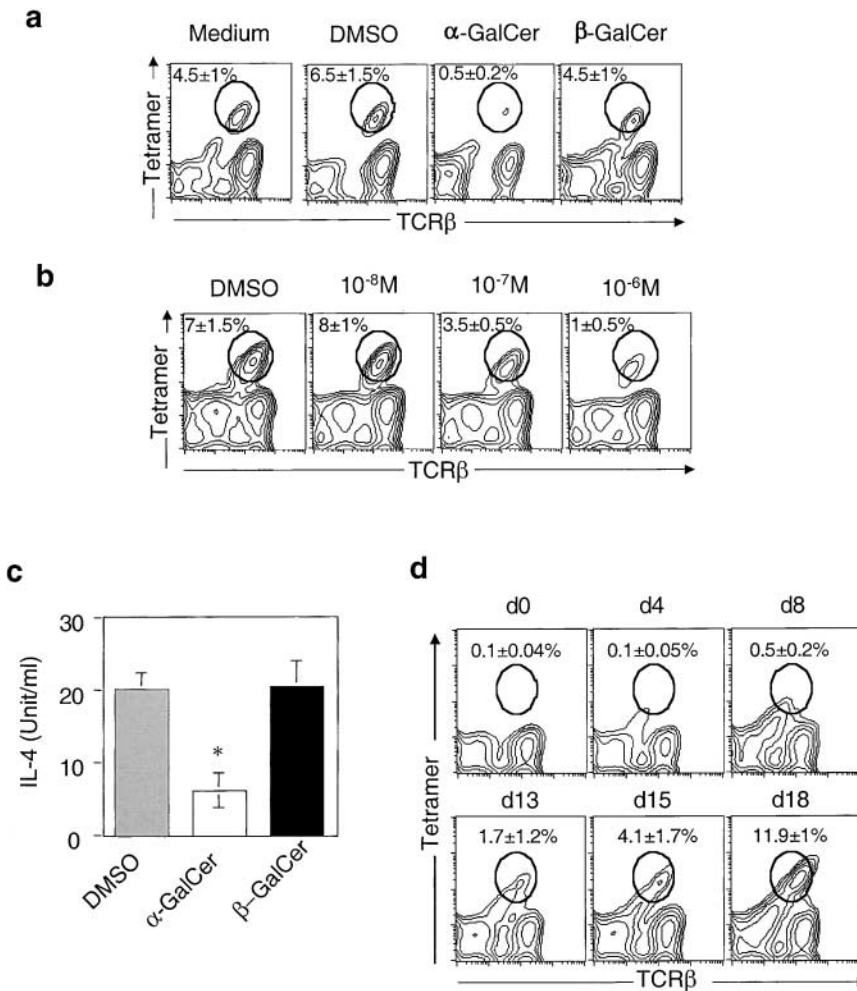 a
Medium DMSO α-GalCer β-GalCer
4.5±1% 6.5±1.5% 0.5±0.2% 4.5±1%
Tetramer
TCRβ
b
DMSO 10⁻⁸M 10⁻⁷M 10⁻⁶M
7±1.5% 8±1% 3.5±0.5% 1±0.5%
Tetramer
TCRβ
c
IL-4 (Unit/ml)
30
20
10
0
*
DMSO
α-GalCer
β–GalCer
d
d0 d4 d8
0.1±0.04% 0.1±0.05% 0.5±0.2%
d13 d15 d18
1.7±1.2% 4.1±1.7% 11.9±1%
Tetramer
TCRβ